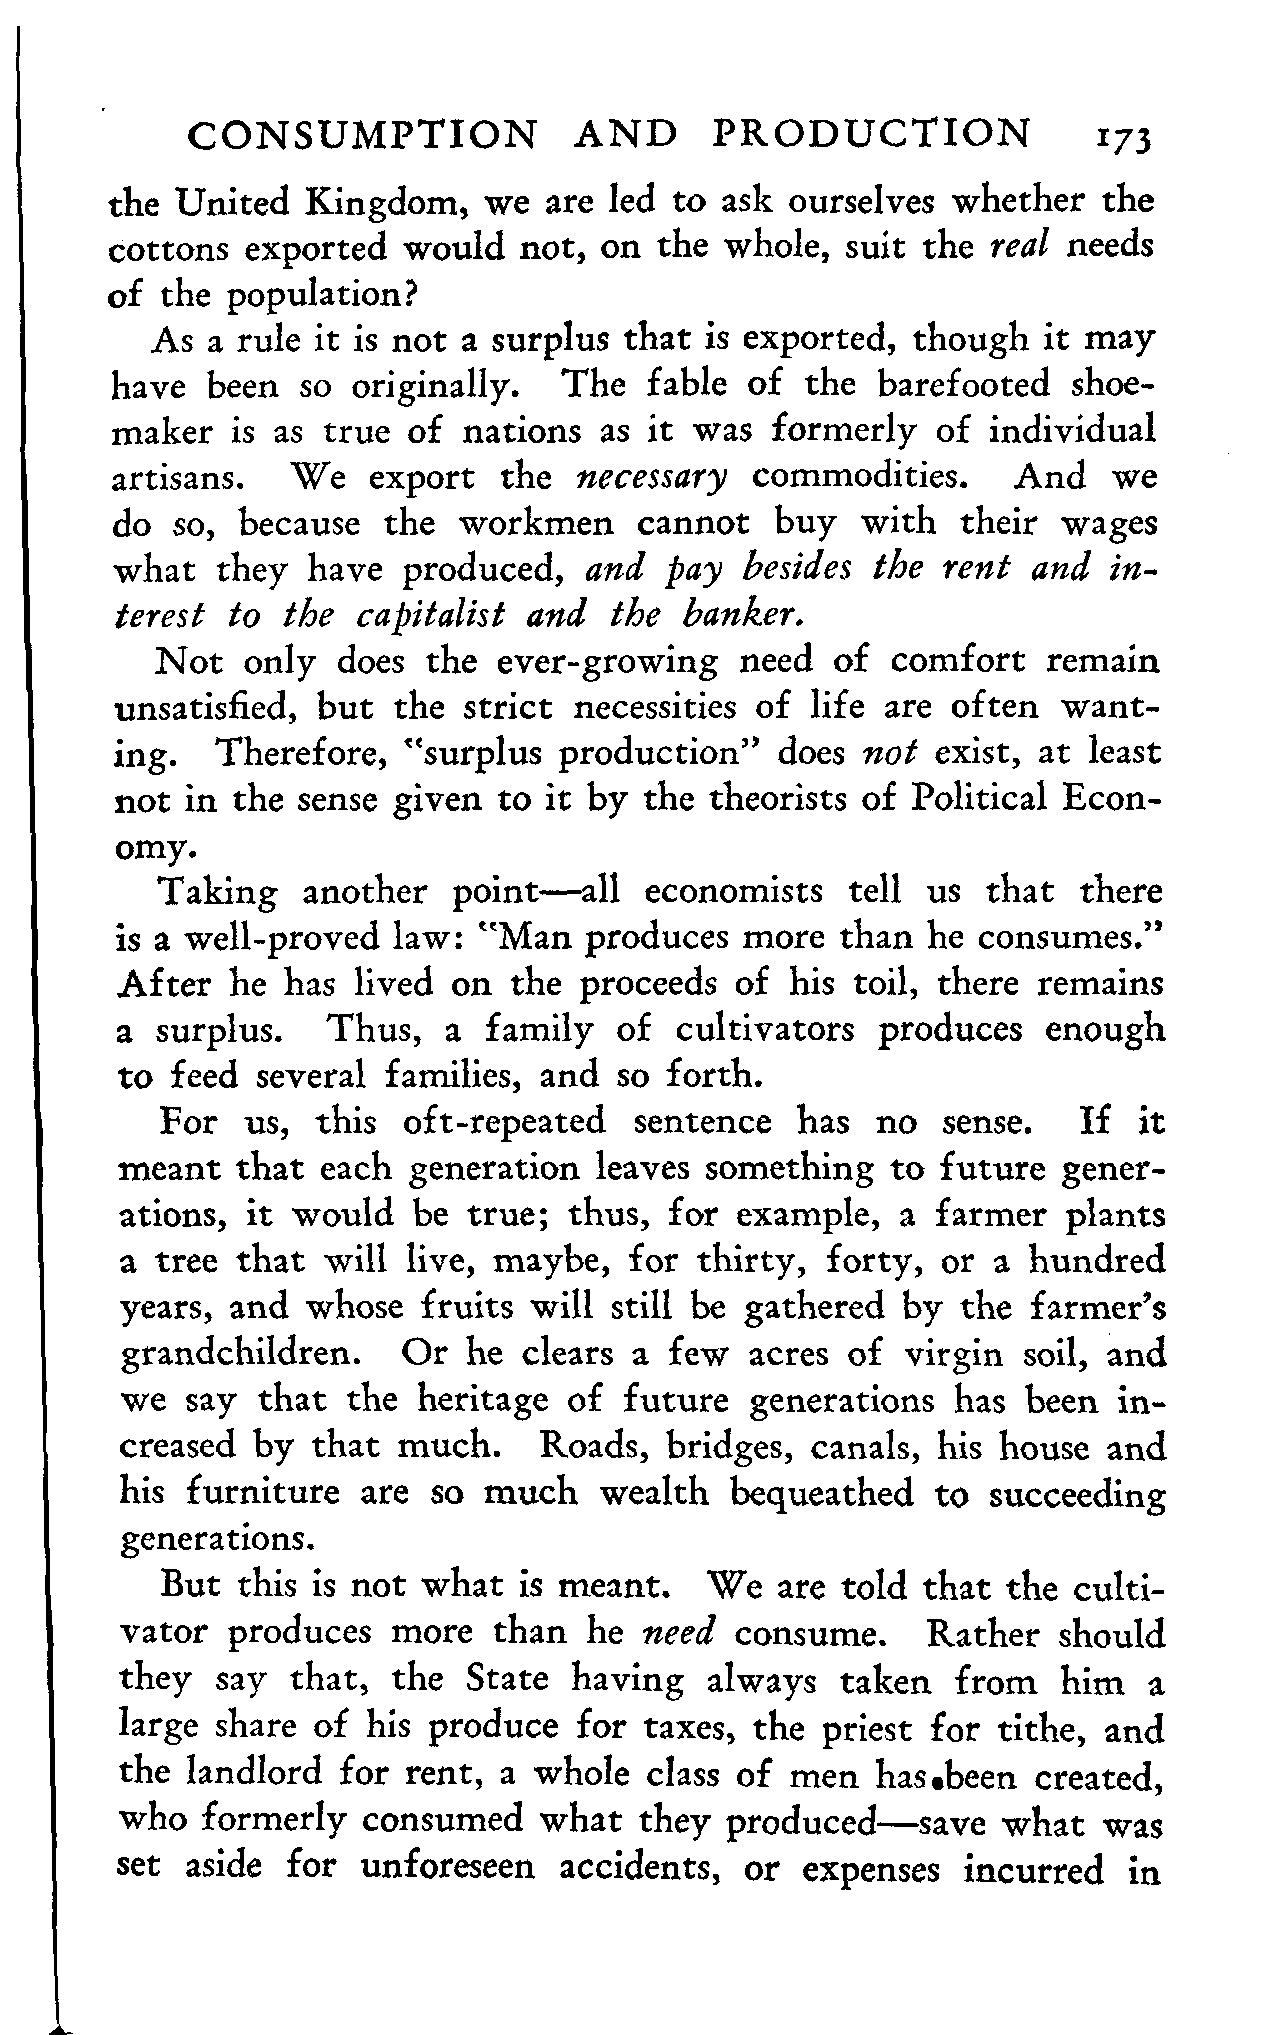 CONSUMPTION AND PRODUCTION 173
the United Kingdom, we are led to ask ourselves whether the
cottons exported would not, on the whole, suit the real needs
of the population?
As a rule it is not a surplus that is exported, though it may
have been so originally. The fable of the barefooted shoe-
maker is as true of nations as it was formerly of individual
artisans. We export the necessary commodities. And we
do so, because the workmen cannot buy with their wages
what they have produced, and pay besides the rent and in-
terest to the capitalist and the banker.
Not only does the ever-growing need of comfort remain
unsatisfied, but the strict necessities of life are often want-
ing. Therefore, "surplus production" does not exist, at least
not in the sense given to it by the theorists of Political Econ-
omy.
Taking another point—all economists tell us that there
is a well-proved law: "Man produces more than he consumes."
After he has lived on the proceeds of his toil, there remains
a surplus. Thus, a family of cultivators produces enough
to feed several families, and so forth.
For us, this oft-repeated sentence has no sense. If it
meant that each generation leaves something to future gener-
ations, it would be true; thus, for example, a farmer plants
a tree that will live, maybe, for thirty, forty, or a hundred
years, and whose fruits will still be gathered by the farmer's
grandchildren. Or he clears a few acres of virgin soil, and
we say that the heritage of future generations has been in-
creased by that much. Roads, bridges, canals, his house and
his furniture are so much wealth bequeathed to succeeding
generations.
But this is not what is meant. We are told that the culti-
vator produces more than he need consume. Rather should
they say that, the State having always taken from him a
large share of his produce for taxes, the priest for tithe, and
the landlord for rent, a whole class of men has been created,
who formerly consumed what they produced—save what was
set aside for unforeseen accidents, or expenses incurred in